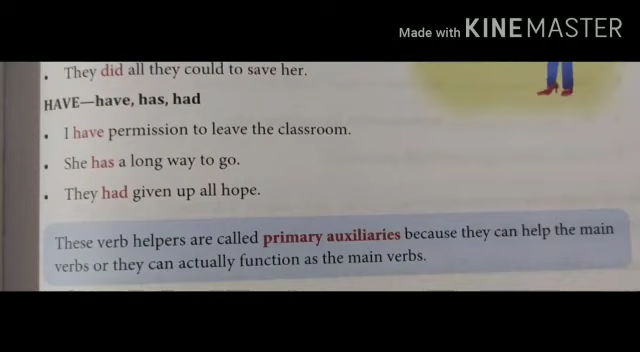 Made with KINEMASTER
• They did all they could to save her.
HAVE—have, has, had
• I have permission to leave the classroom.
• She has a long way to go.
• They had given up all hope.
These verb helpers are called primary auxiliaries because they can help the main
verbs or they can actually function as the main verbs.